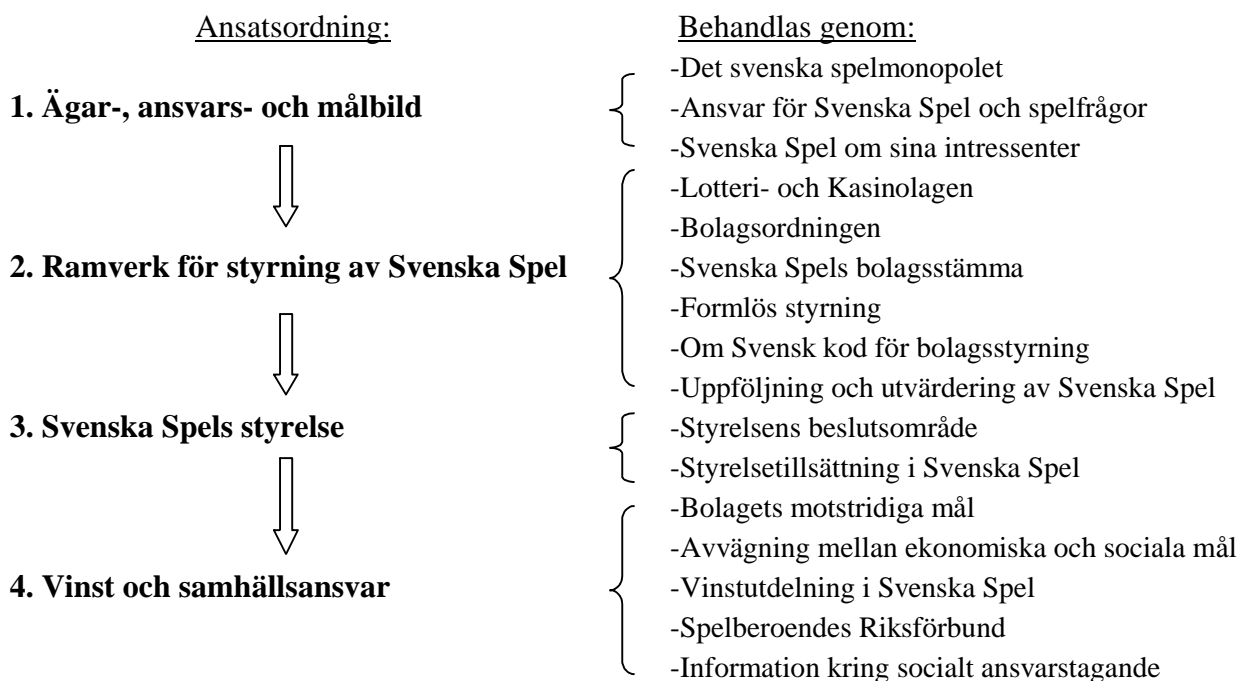 Ansatsordning:
Behandlas genom:
1. Ägar-, ansvars- och målbild
-Det svenska spelmonopolet
-Ansvar för Svenska Spel och spelfrågor
-Svenska Spel om sina intressenter
2. Ramverk för styrning av Svenska Spel
-Lotteri- och Kasinolagen
-Bolagsordningen
-Svenska Spels bolagsstämma
-Formlös styrning
-Om Svensk kod för bolagsstyrning
-Uppföljning och utvärdering av Svenska Spel
3. Svenska Spels styrelse
-Styrelsens beslutsområde
-Styrelsetillsättning i Svenska Spel
4. Vinst och samhällsansvar
-Bolagets motstridiga mål
-Avvägning mellan ekonomiska och sociala mål
-Vinstutdelning i Svenska Spel
-Spelberoendes Riksförbund
-Information kring socialt ansvarstagande